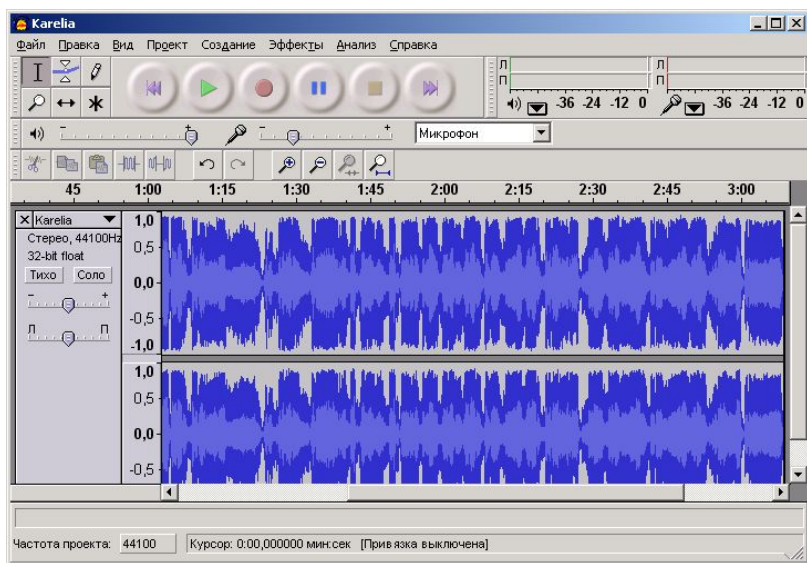 Karelia
Файл Правка Вид Проект Создание Эффекты Анализ Справка
Л Л
П П
-36 -24 -12 0 -36 -24 -12 0
- + - + Микрофон
45 1:00 1:15 1:30 1:45 2:00 2:15 2:30 2:45 3:00
X Karelia 1,0
Стерео, 44100Hz 0,5
32-bit float
Тихо Соло 0,0
- +
-0,5
Л П
-1,0
1,0
0,5
0,0
-0,5
Частота проекта: 44100 Курсор: 0:00,000000 мин:сек [Привязка выключена]